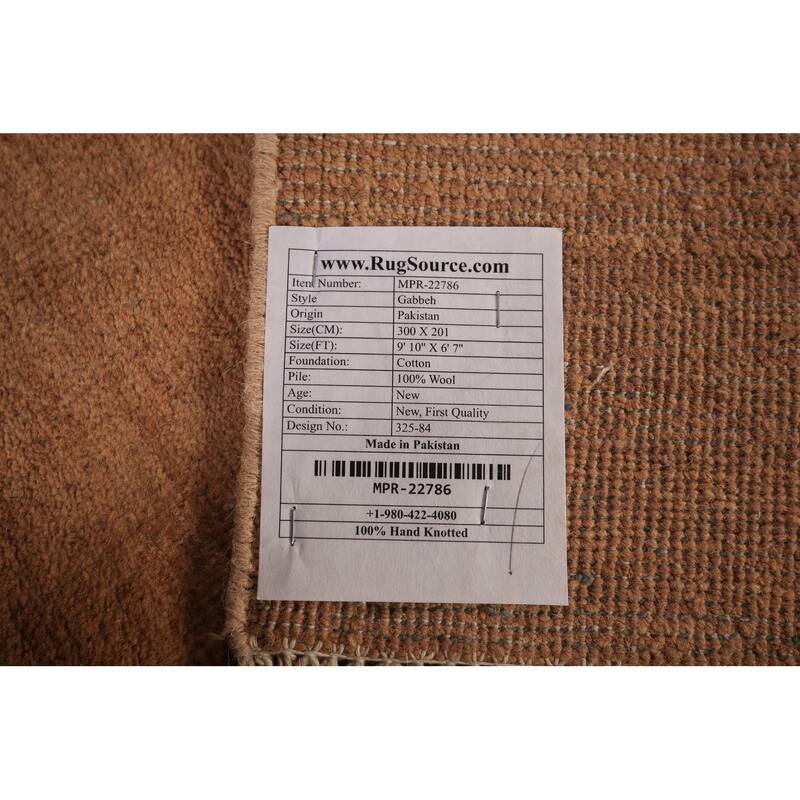 www.RugSource.com
Item Number: MPR-22786
Style Gabbeh
Origin Pakistan
Size(CM): 300 X 201
Size(FT): 9' 10" X 6' 7"
Foundation: Cotton
Pile: 100% Wool
Age: New
Condition: New, First Quality
Design No.: 325-84
Made in Pakistan
MPR-22786
+1-980-422-4080
100% Hand Knotted